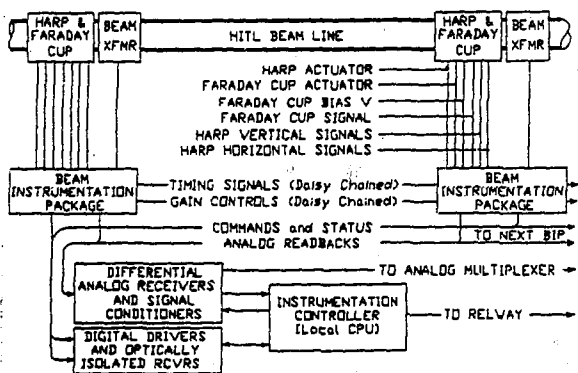 HARP &
FARADAY
CUP
BEAM
XFMR
HITL BEAM LINE
HARP &
FARADAY
CUP
BEAM
XFMR
HARP ACTUATOR
FARADAY CUP ACTUATOR
FARADAY CUP BIAS V
FARADAY CUP SIGNAL
HARP VERTICAL SIGNALS
HARP HORIZONTAL SIGNALS
BEAM
INSTRUMENTATION
PACKAGE
TIMING SIGNALS (Daisy Chained)
GAIN CONTROLS (Daisy Chained)
BEAM
INSTRUMENTATION
PACKAGE
COMMANDS and STATUS
ANALOG READBACKS
TO NEXT BIP
DIFFERENTIAL
ANALOG RECEIVERS
AND SIGNAL
CONDITIONERS
TO ANALOG MULTIPLEXER
INSTRUMENTATION
CONTROLLER
(Local CPU)
TO RELWAY
DIGITAL DRIVERS
AND OPTICALLY
ISOLATED RCVRS